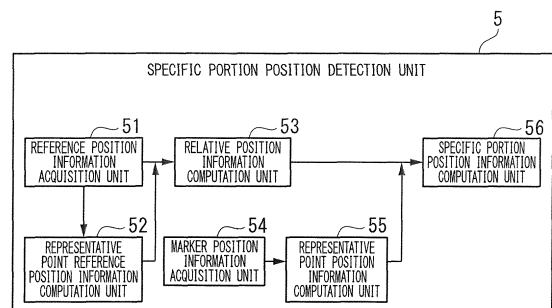 5
SPECIFIC PORTION POSITION DETECTION UNIT
51
REFERENCE POSITION
INFORMATION
ACQUISITION UNIT
53
RELATIVE POSITION
INFORMATION
COMPUTATION UNIT
56
SPECIFIC PORTION
POSITION INFORMATION
COMPUTATION UNIT
52
REPRESENTATIVE
POINT REFERENCE
POSITION INFORMATION
COMPUTATION UNIT
54
MARKER POSITION
INFORMATION
ACQUISITION UNIT
55
REPRESENTATIVE
POINT POSITION
INFORMATION
COMPUTATION UNIT